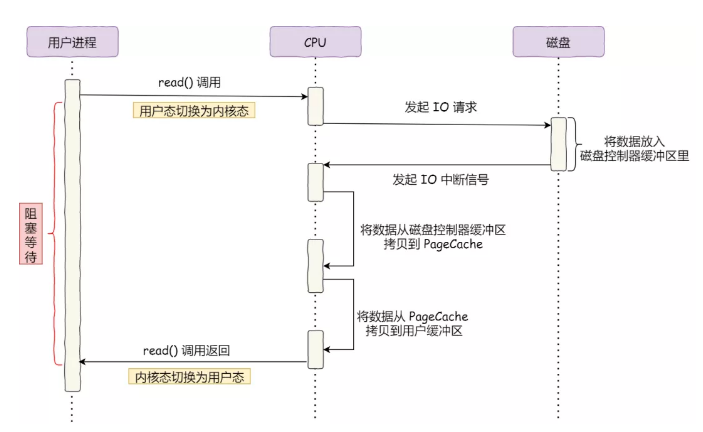 用户进程
CPU
磁盘
read() 调用
用户态切换为内核态
发起 IO 请求
将数据放入
磁盘控制器缓冲区里
发起 IO 中断信号
阻塞等待
将数据从磁盘控制器缓冲区
拷贝到 PageCache
将数据从 PageCache
拷贝到用户缓冲区
read() 调用返回
内核态切换为用户态